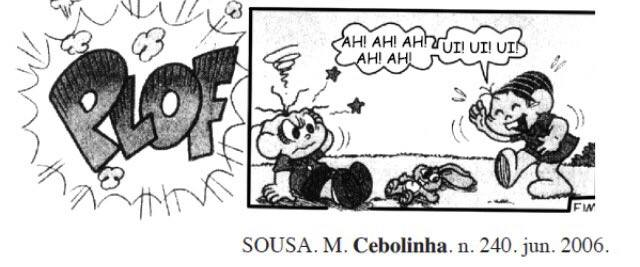 PLOF
AH! AH! AH!
AH! AH!
UI! UI! UI!
FIM
SOUSA. M. Cebolinha. n. 240. jun. 2006.